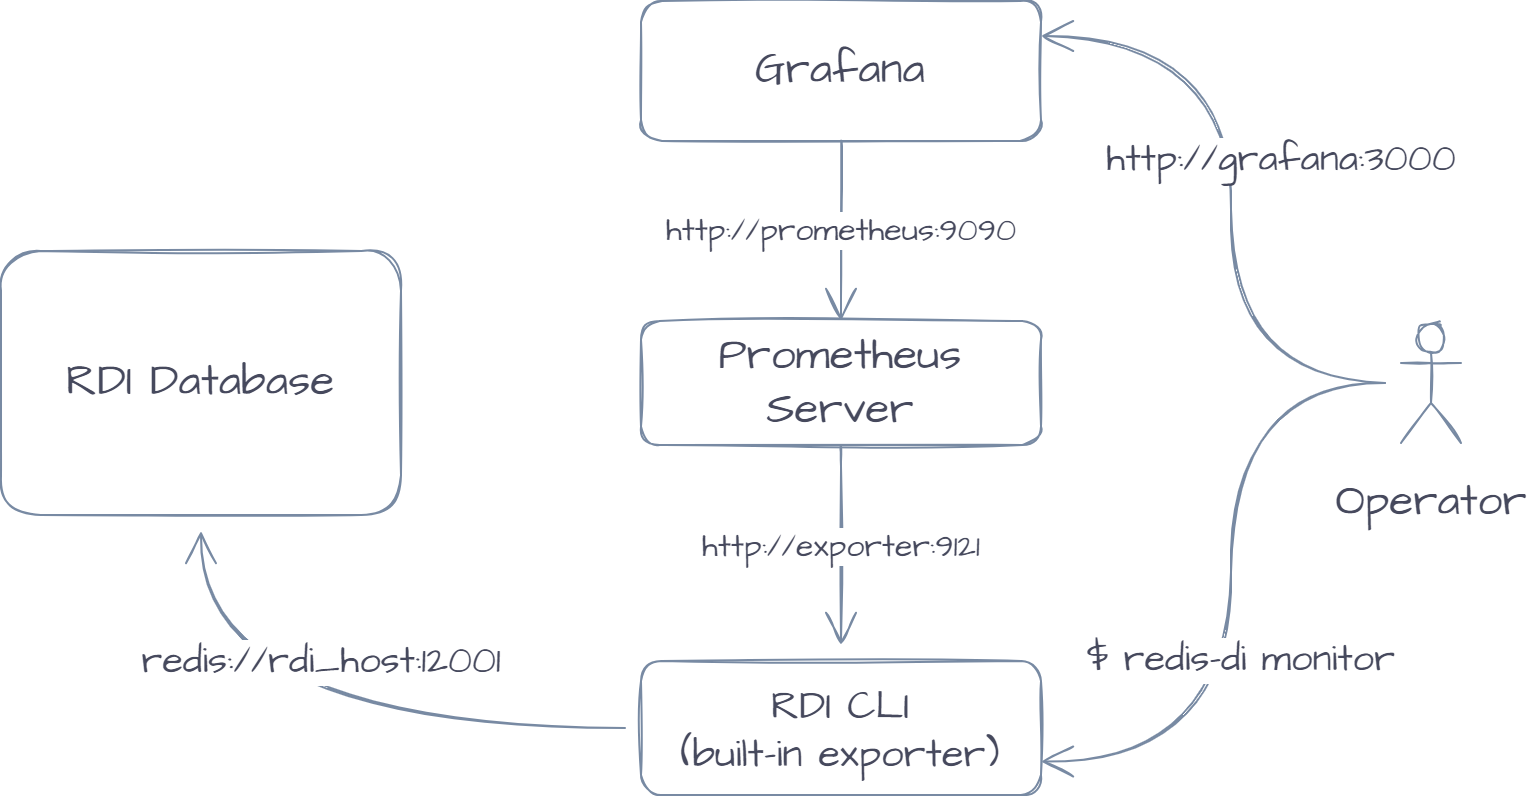 Grafana
http://grafana:3000
http://prometheus:9090
RDI Database
Prometheus
Server
Operator
http://exporter:9121
redis://rdi_host:12001
$ redis-di monitor
RDI CLI
(built-in exporter)